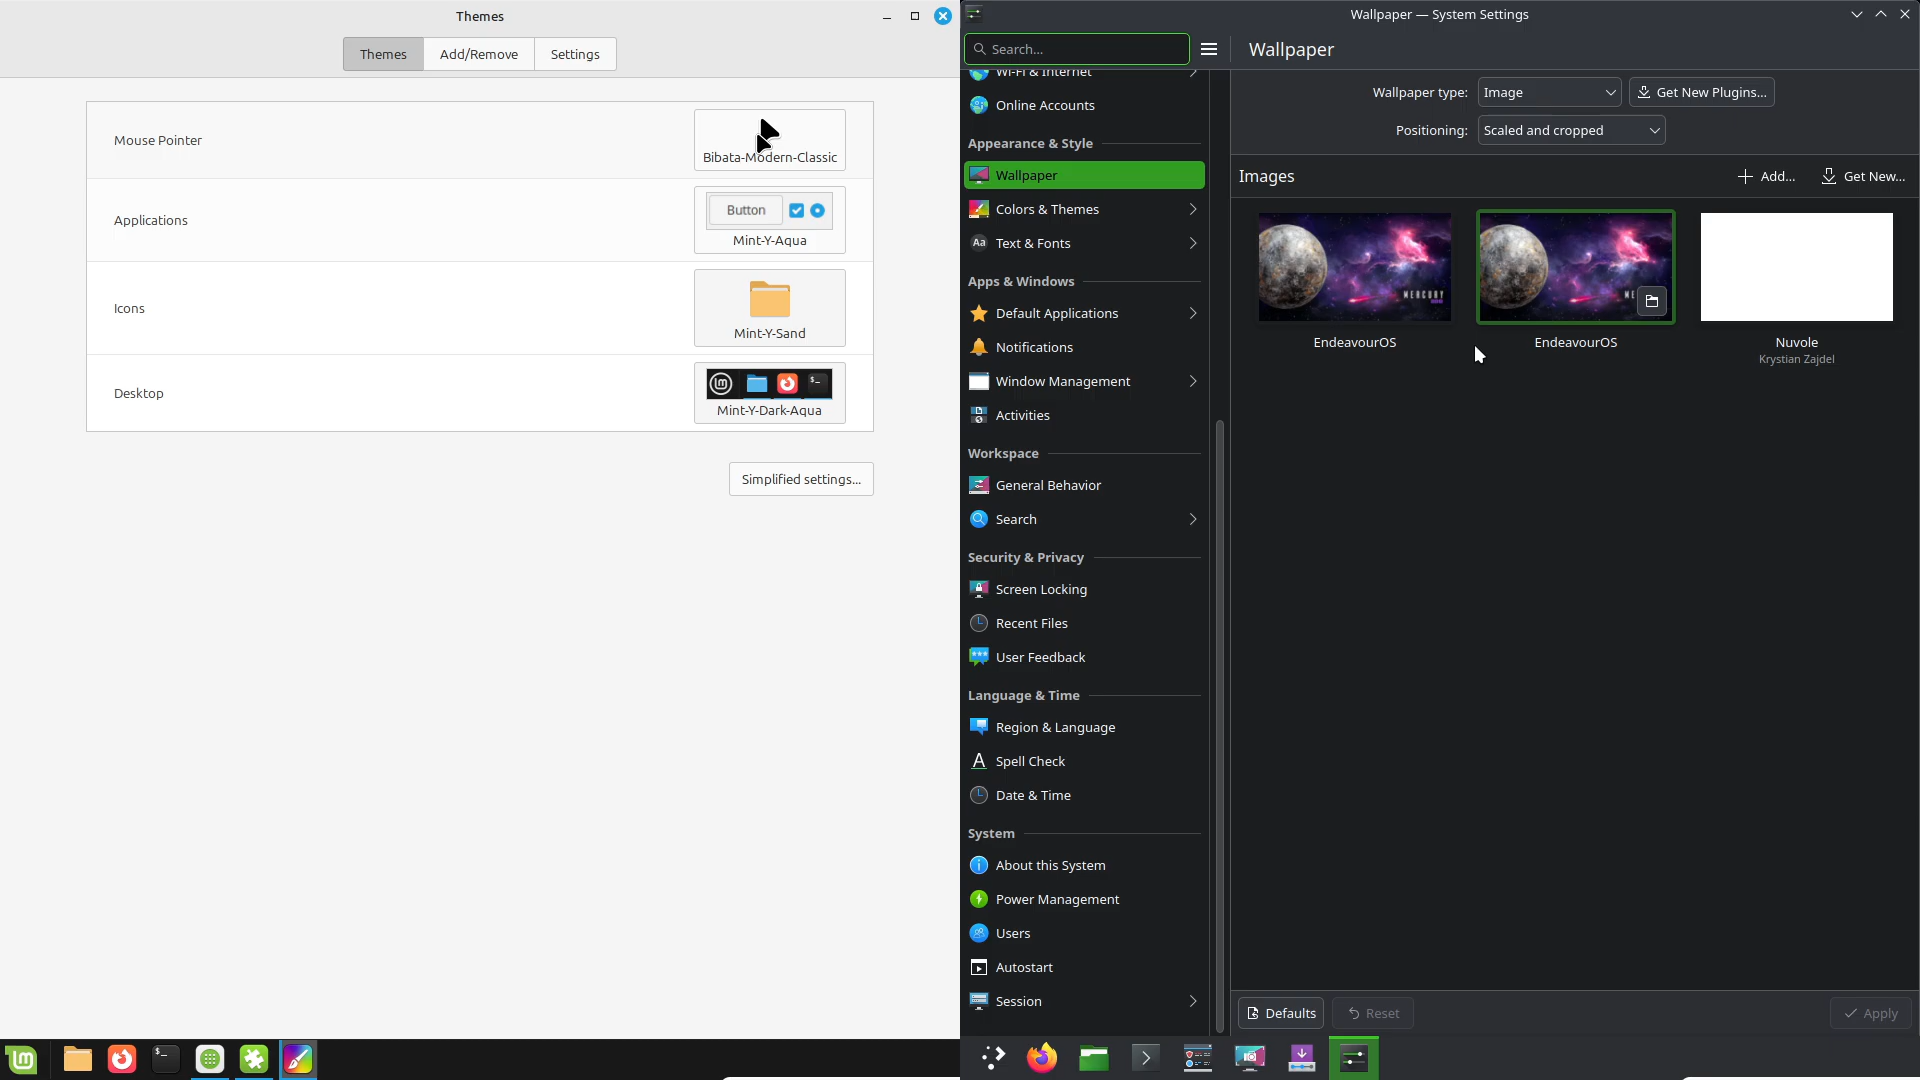 Themes
Themes
Add/Remove
Settings
Mouse Pointer
Bibata-Modern-Classic
Applications
Button
Mint-Y-Aqua
Icons
Mint-Y-Sand
Desktop
Mint-Y-Dark-Aqua
Simplified settings...
Wallpaper — System Settings
Search...
Wallpaper
Wi-Fi & Internet
Online Accounts
Appearance & Style
Wallpaper
Colors & Themes
Aa
Text & Fonts
Apps & Windows
Default Applications
Notifications
Window Management
Activities
Workspace
General Behavior
Search
Security & Privacy
Screen Locking
Recent Files
User Feedback
Language & Time
Region & Language
Spell Check
Date & Time
System
About this System
Power Management
Users
Autostart
Session
Wallpaper type:
Image
Get New Plugins...
Positioning:
Scaled and cropped
Images
Add...
Get New...
MERCURY
ME
EndeavourOS
EndeavourOS
Nuvole
Krystian Zajdel
Defaults
Reset
Apply